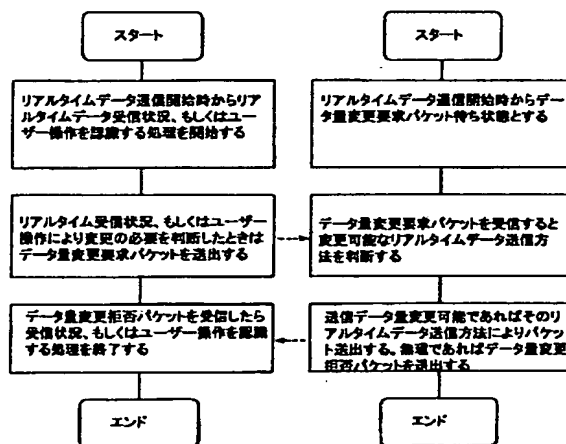 スタート
リアルタイムデータ通信開始時からリア
ルタイムデータ受信状況、もしくはユー
ザー操作を認識する処理を開始する
リアルタイム受信状況、もしくはユーザー
操作により変更の必要を判断したときは
データ量変更要求パケットを送出する
データ量変更拒否パケットを受信したら
受信状況、もしくはユーザー操作を認識
する処理を終了する
エンド
スタート
リアルタイムデータ通信開始時からデー
タ量変更要求パケット待ち状態とする
データ量変更要求パケットを受信すると
変更可能なリアルタイムデータ送信方
法を判断する
送信データ量変更可能であればそのリ
アルタイムデータ送信方法によりパケッ
ト送出する。無理であればデータ量変更
拒否パケットを送出する
エンド